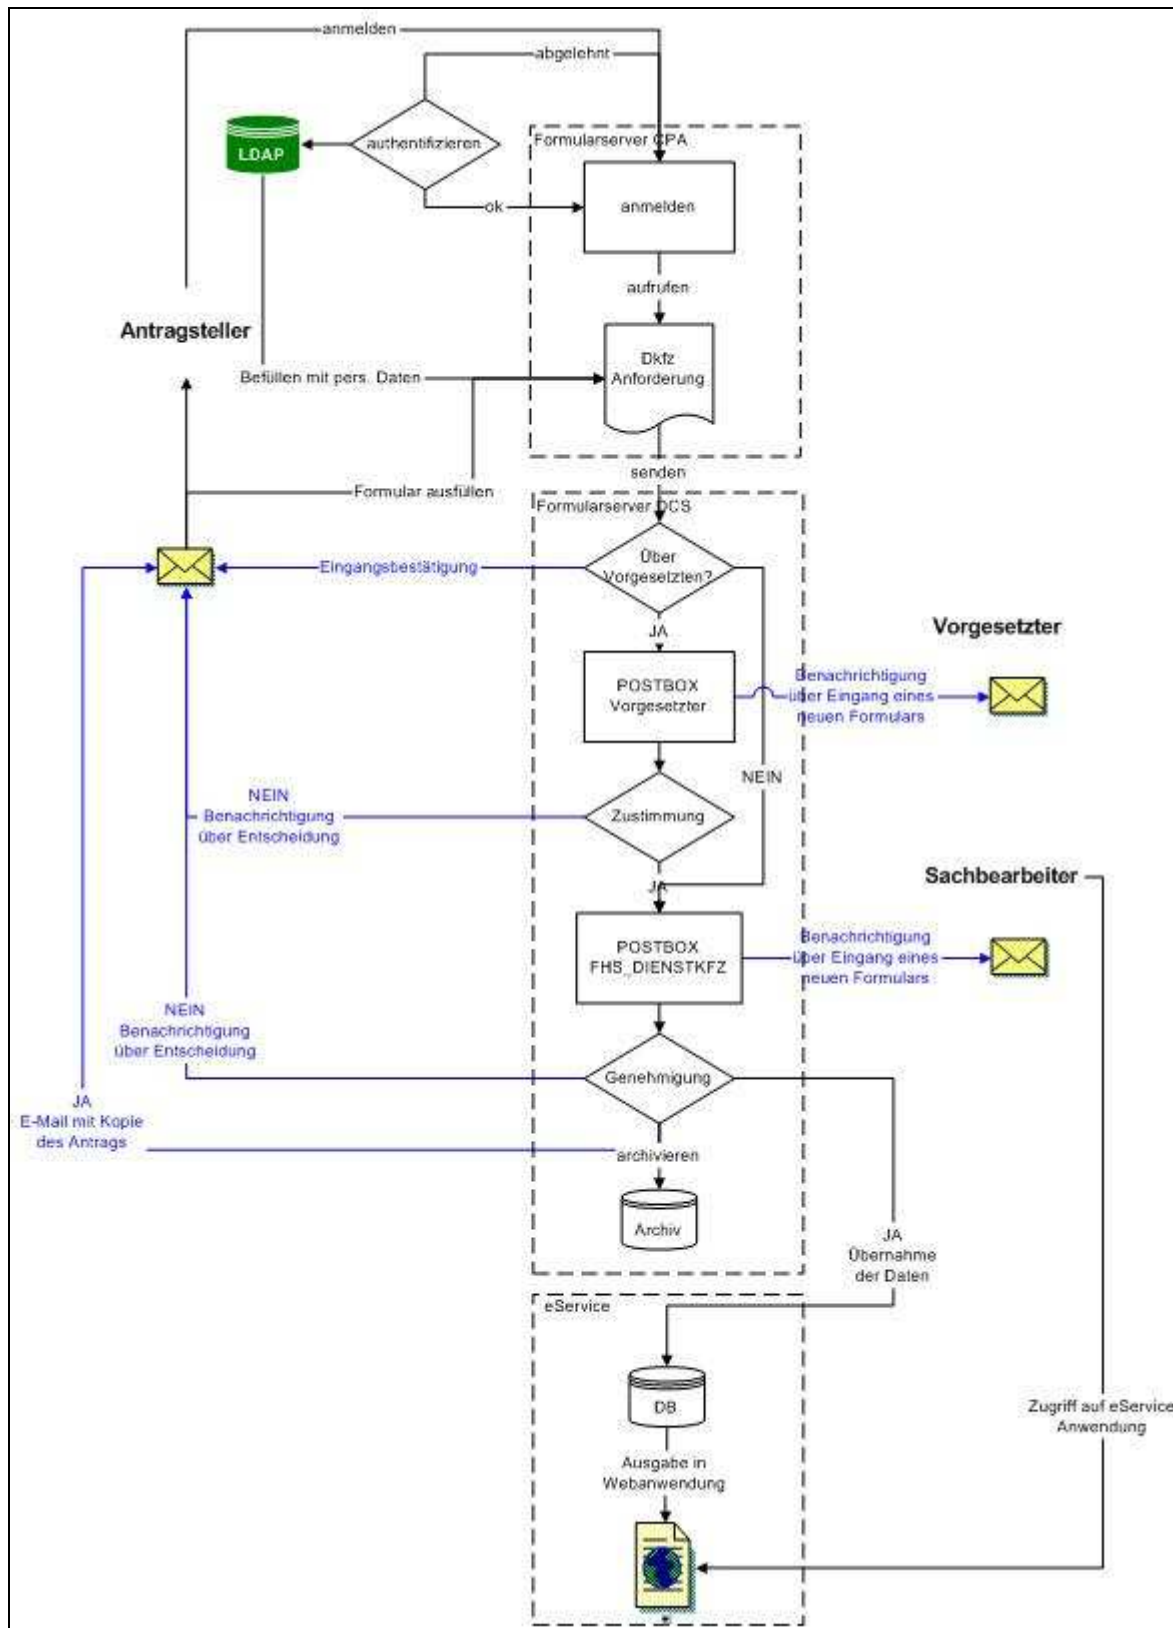 anmelden
abgelehnt
LDAP
authentifizieren
Formularserver CPA
anmelden
ok
aufrufen
Antragsteller
Dkfz
Anforderung
Befüllen mit pers. Daten
senden
Formular ausfüllen
Formularserver DCS
Eingangsbestätigung
Über
Vorgesetzten?
JA
Vorgesetzter
POSTBOX
Vorgesetzter
Benachrichtigung
über Eingang eines
neuen Formulars
NEIN
NEIN
Benachrichtigung
über Entscheidung
Zustimmung
JA
Sachbearbeiter
POSTBOX
FHS_DIENSTKFZ
Benachrichtigung
über Eingang eines
neuen Formulars
NEIN
Benachrichtigung
über Entscheidung
Genehmigung
JA
E-Mail mit Kopie
des Antrags
archivieren
Archiv
JA
Übernahme
der Daten
eService
DB
Zugriff auf eService
Anwendung
Ausgabe in
Webanwendung